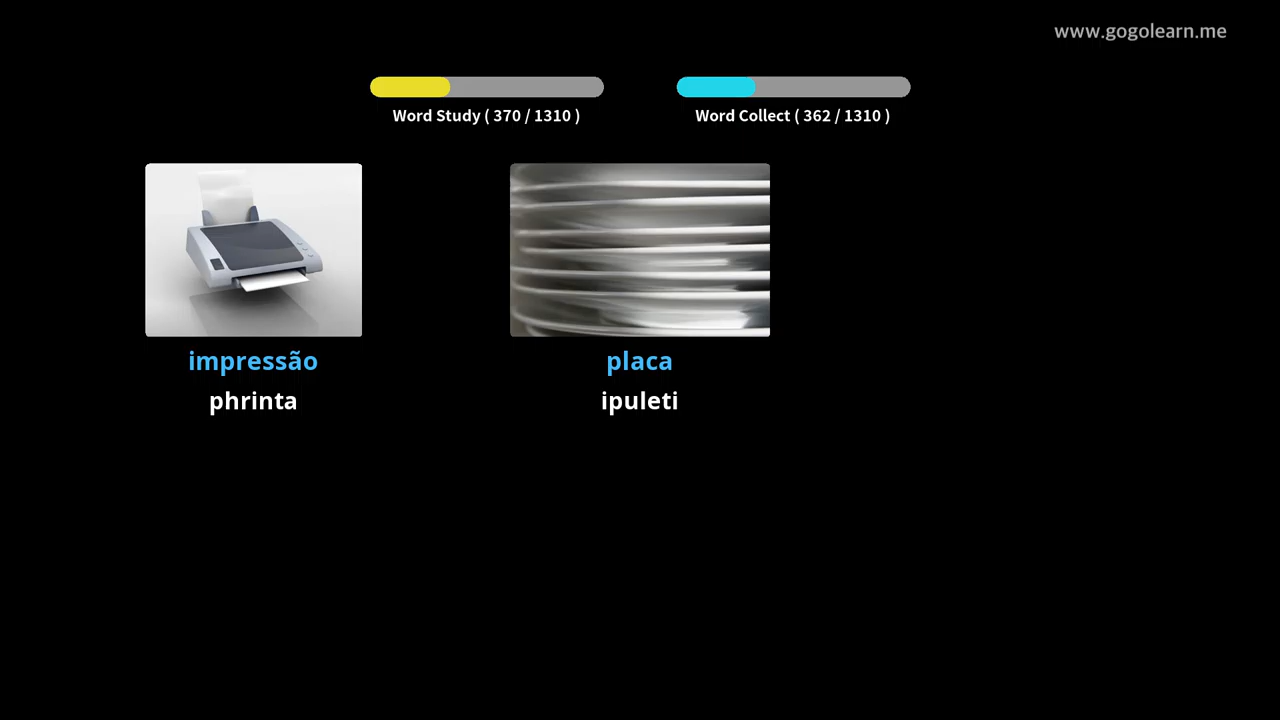 www.gogolearn.me
Word Study ( 370 / 1310 )
Word Collect ( 362 / 1310 )
impressão
phrinta
placa
ipuleti